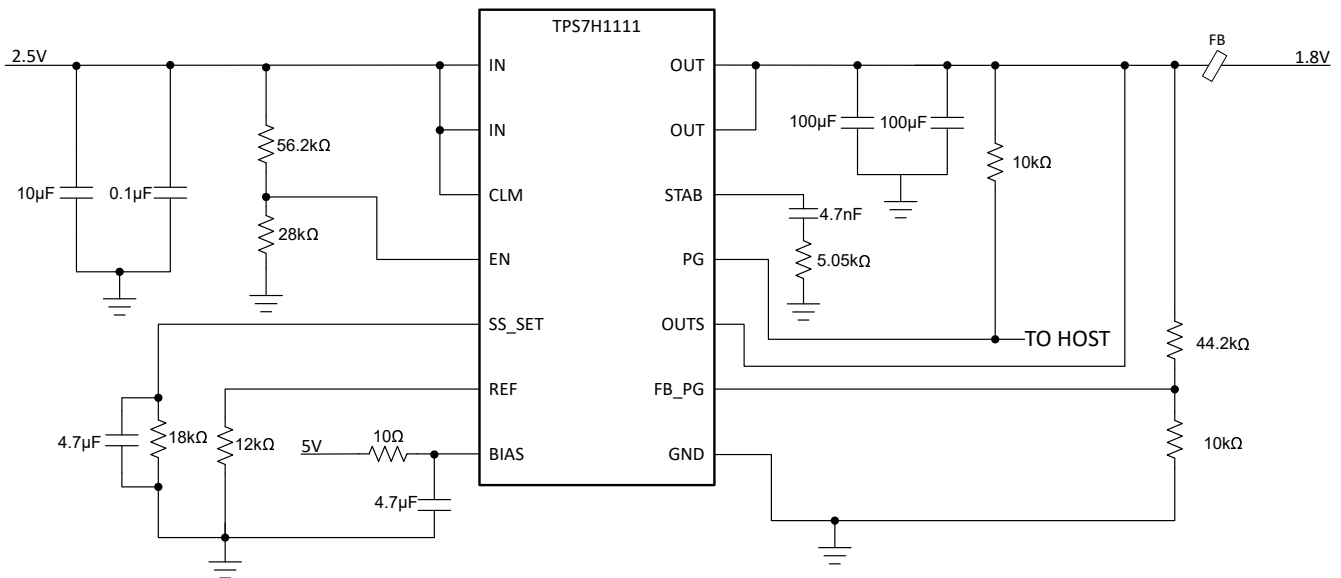 TPS7H1111
2.5V
FB
1.8V
IN
OUT
56.2kΩ
IN
OUT
100µF
100µF
10kΩ
10µF
0.1µF
CLM
STAB
4.7nF
28kΩ
EN
PG
5.05kΩ
SS_SET
OUTS
TO HOST
44.2kΩ
REF
FB_PG
4.7µF
18kΩ
12kΩ
5V
10Ω
BIAS
GND
10kΩ
4.7µF